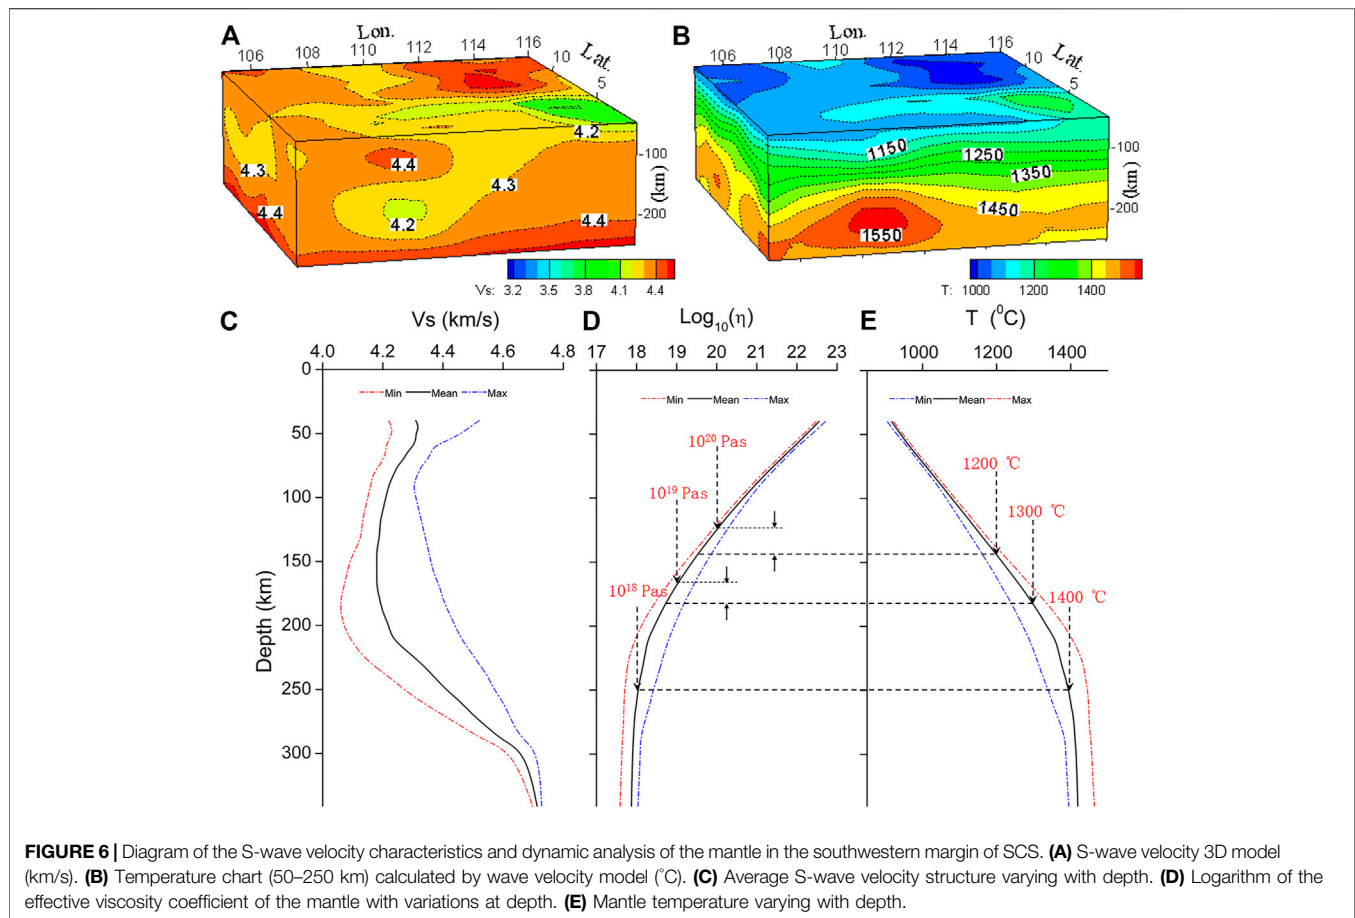 A
Lon.
106
108
110
112
114
116
10
Lat.
5
4.2
-100
4.4
4.3
4.3
(km)
4.4
4.2
-200
4.4
Vs: 3.2 3.5 3.8 4.1 4.4
B
Lon.
106
108
110
112
114
116
10
Lat.
5
1150
1250
-100
1350
(km)
1450
-200
1550
T: 1000 1200 1400
C
Vs (km/s)
4.0 4.2 4.4 4.6 4.8
0
Min Mean Max
50
100
150
200
250
300
Depth (km)
D
Log10(η)
17 18 19 20 21 22 23
Min Mean Max
10²⁰ Pas
10¹⁹ Pas
10¹⁸ Pas
E
T (⁰C)
1000 1200 1400
Min Mean Max
1200 ℃
1300 ℃
1400 ℃
FIGURE 6 | Diagram of the S-wave velocity characteristics and dynamic analysis of the mantle in the southwestern margin of SCS. (A) S-wave velocity 3D model
(km/s). (B) Temperature chart (50–250 km) calculated by wave velocity model (°C). (C) Average S-wave velocity structure varying with depth. (D) Logarithm of the
effective viscosity coefficient of the mantle with variations at depth. (E) Mantle temperature varying with depth.